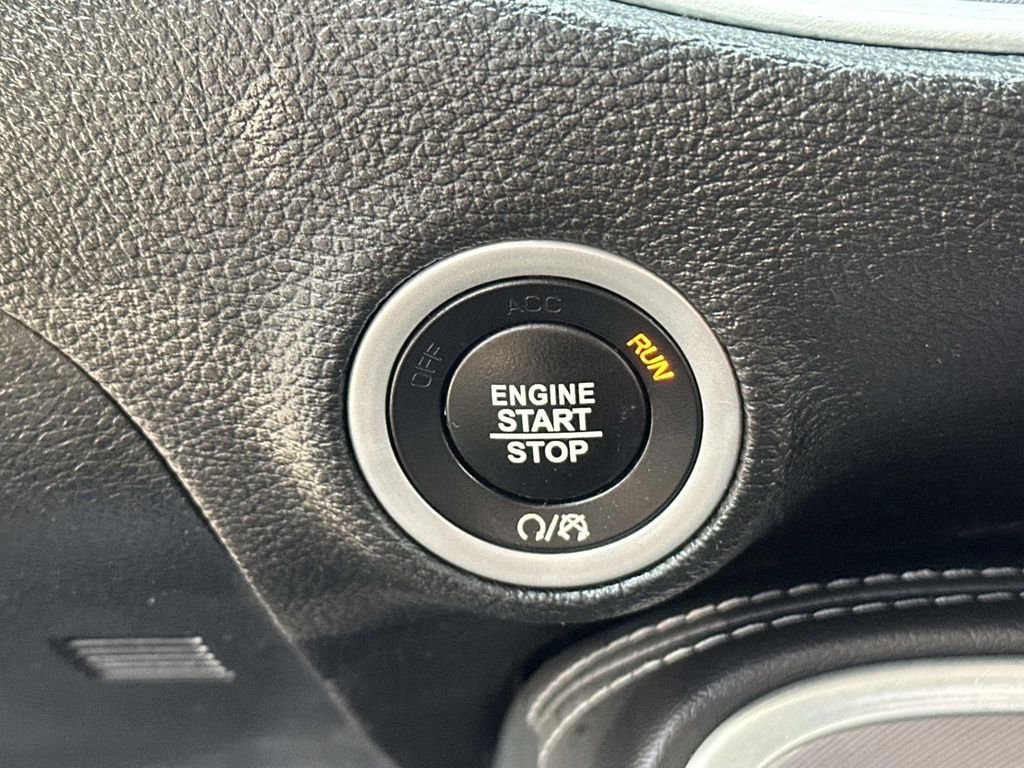 ACC
OFF
RUN
ENGINE
START
STOP